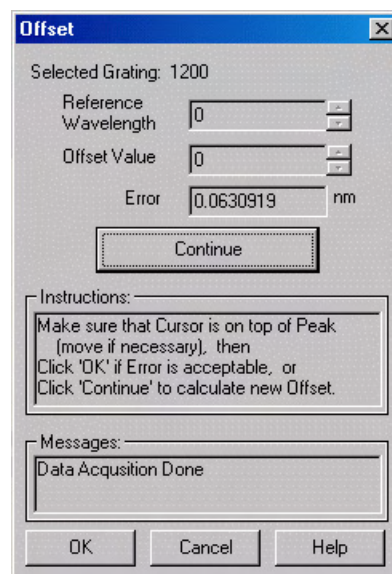 Offset
Selected Grating: 1200
Reference
Wavelength
0
Offset Value
0
Error
0.0630919
nm
Continue
Instructions:
Make sure that Cursor is on top of Peak
(move if necessary), then
Click 'OK' if Error is acceptable, or
Click 'Continue' to calculate new Offset.
Messages:
Data Acqusition Done
OK
Cancel
Help